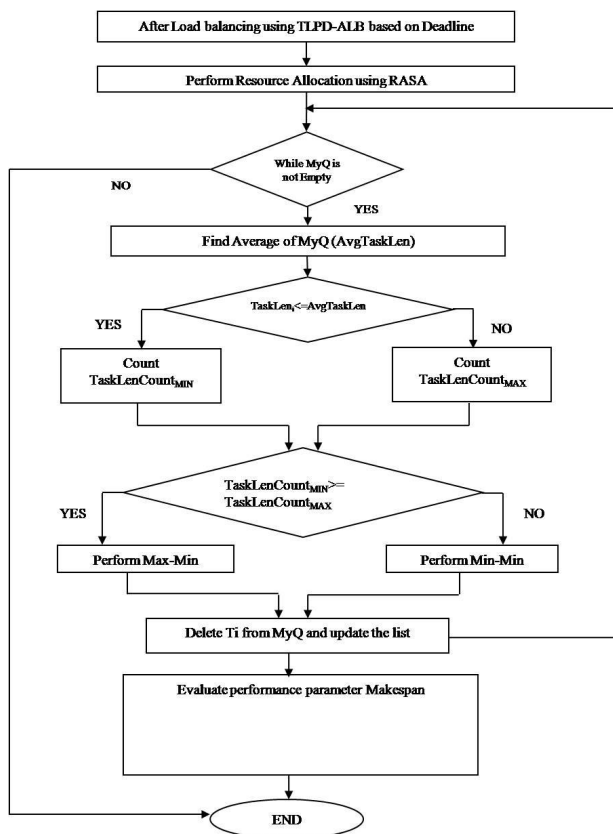 After Load balancing using TLPD-ALB based on Deadline
Perform Resource Allocation using RASA
While MyQ is
not Empty
NO
YES
Find Average of MyQ (AvgTaskLen)
TaskLenᵢ<=AvgTaskLen
YES
NO
Count
TaskLenCountMIN
Count
TaskLenCountMAX
TaskLenCountMIN>=
TaskLenCountMAX
YES
NO
Perform Max-Min
Perform Min-Min
Delete Ti from MyQ and update the list
Evaluate performance parameter Makespan
END